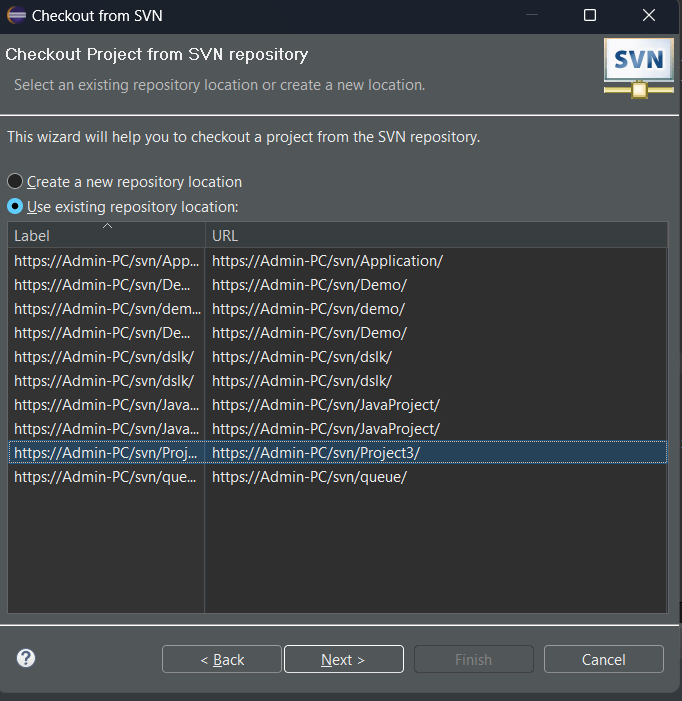 Checkout from SVN
Checkout Project from SVN repository
SVN
Select an existing repository location or create a new location.
This wizard will help you to checkout a project from the SVN repository.
Create a new repository location
Use existing repository location:
Label URL
https://Admin-PC/svn/App... https://Admin-PC/svn/Application/
https://Admin-PC/svn/De... https://Admin-PC/svn/Demo/
https://Admin-PC/svn/dem... https://Admin-PC/svn/demo/
https://Admin-PC/svn/De... https://Admin-PC/svn/Demo/
https://Admin-PC/svn/dslk/ https://Admin-PC/svn/dslk/
https://Admin-PC/svn/dslk/ https://Admin-PC/svn/dslk/
https://Admin-PC/svn/Java... https://Admin-PC/svn/JavaProject/
https://Admin-PC/svn/Java... https://Admin-PC/svn/JavaProject/
https://Admin-PC/svn/Proj... https://Admin-PC/svn/Project3/
https://Admin-PC/svn/que... https://Admin-PC/svn/queue/
? < Back Next > Finish Cancel